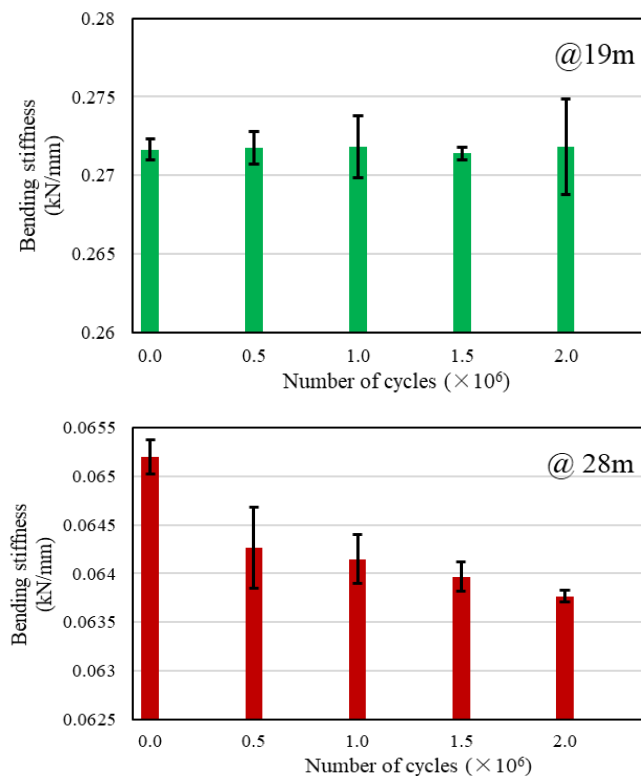 0.28
@19m
0.275
0.27
0.265
0.26
Bending stiffness
(kN/mm)
0.0 0.5 1.0 1.5 2.0
Number of cycles (×10⁶)
0.0655
@ 28m
0.065
0.0645
0.064
0.0635
0.063
0.0625
Bending stiffness
(kN/mm)
0.0 0.5 1.0 1.5 2.0
Number of cycles (×10⁶)